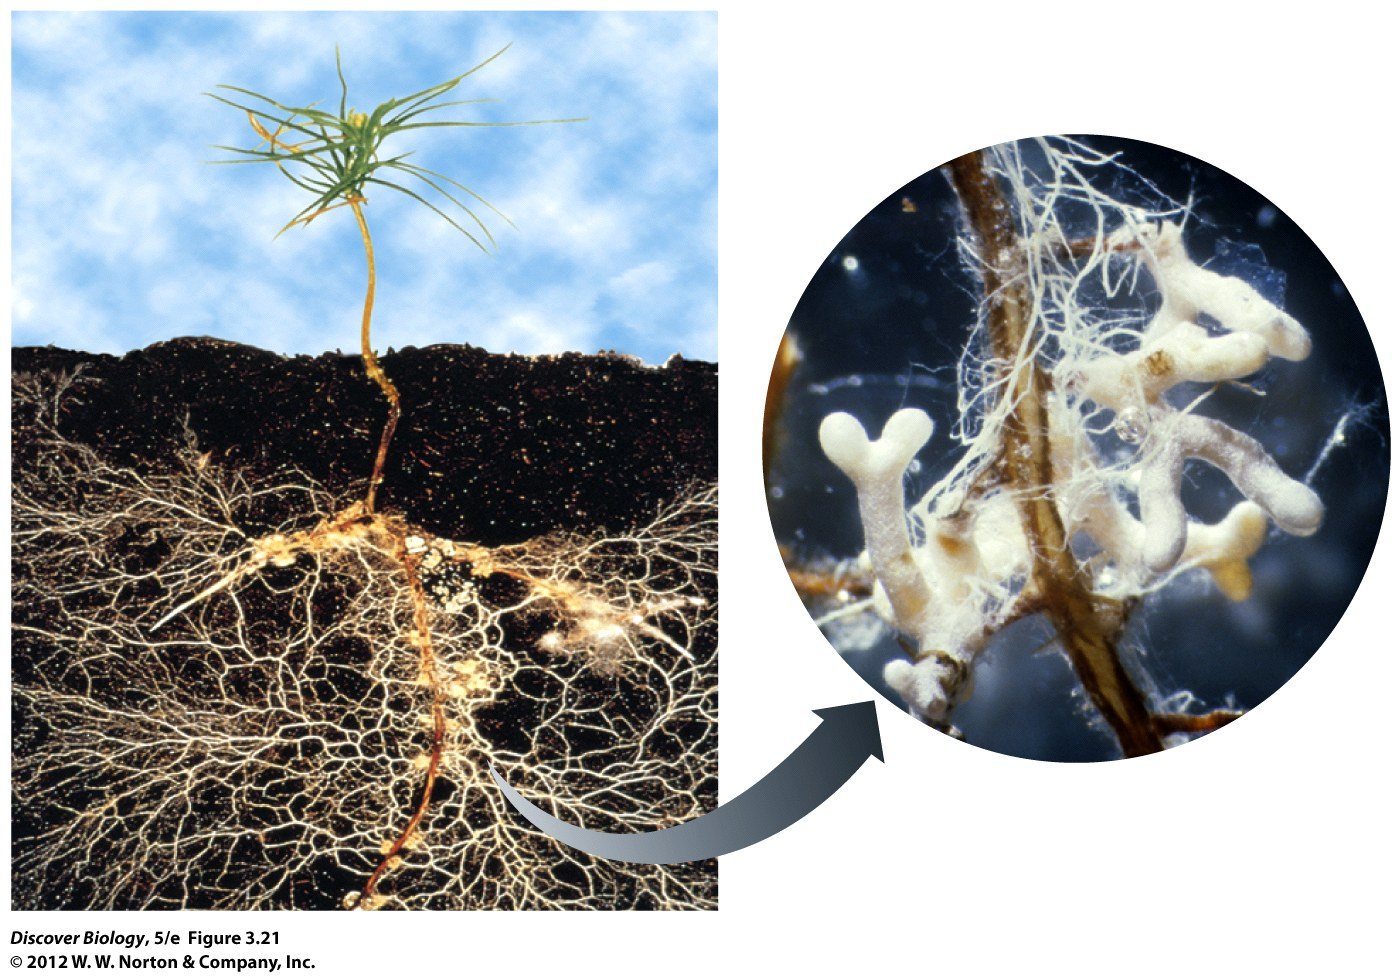 Discover Biology, 5/e Figure 3.21
© 2012 W. W. Norton & Company, Inc.